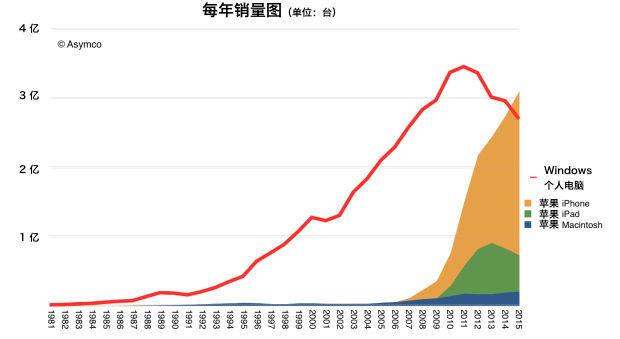 每年销量图（单位：台）
4 亿
© Asymco
3 亿
2 亿
1 亿
Windows
个人电脑
苹果 iPhone
苹果 iPad
苹果 Macintosh
1981 1982 1983 1984 1985 1986 1987 1988 1989 1990 1991 1992 1993 1994 1995 1996 1997 1998 1999 2000 2001 2002 2003 2004 2005 2006 2007 2008 2009 2010 2011 2012 2013 2014 2015